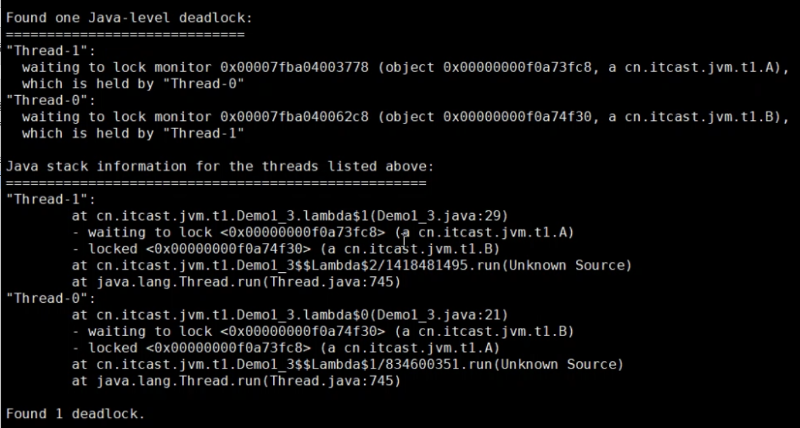 Found one Java-level deadlock:
=============================
"Thread-1":
  waiting to lock monitor 0x00007fba04003778 (object 0x00000000f0a73fc8, a cn.itcast.jvm.t1.A),
  which is held by "Thread-0"
"Thread-0":
  waiting to lock monitor 0x00007fba040062c8 (object 0x00000000f0a74f30, a cn.itcast.jvm.t1.B),
  which is held by "Thread-1"

Java stack information for the threads listed above:
===================================================
"Thread-1":
        at cn.itcast.jvm.t1.Demo1_3.lambda$1(Demo1_3.java:29)
        - waiting to lock <0x00000000f0a73fc8> (a cn.itcast.jvm.t1.A)
        - locked <0x00000000f0a74f30> (a cn.itcast.jvm.t1.B)
        at cn.itcast.jvm.t1.Demo1_3$$Lambda$2/1418481495.run(Unknown Source)
        at java.lang.Thread.run(Thread.java:745)
"Thread-0":
        at cn.itcast.jvm.t1.Demo1_3.lambda$0(Demo1_3.java:21)
        - waiting to lock <0x00000000f0a74f30> (a cn.itcast.jvm.t1.B)
        - locked <0x00000000f0a73fc8> (a cn.itcast.jvm.t1.A)
        at cn.itcast.jvm.t1.Demo1_3$$Lambda$1/834600351.run(Unknown Source)
        at java.lang.Thread.run(Thread.java:745)

Found 1 deadlock.